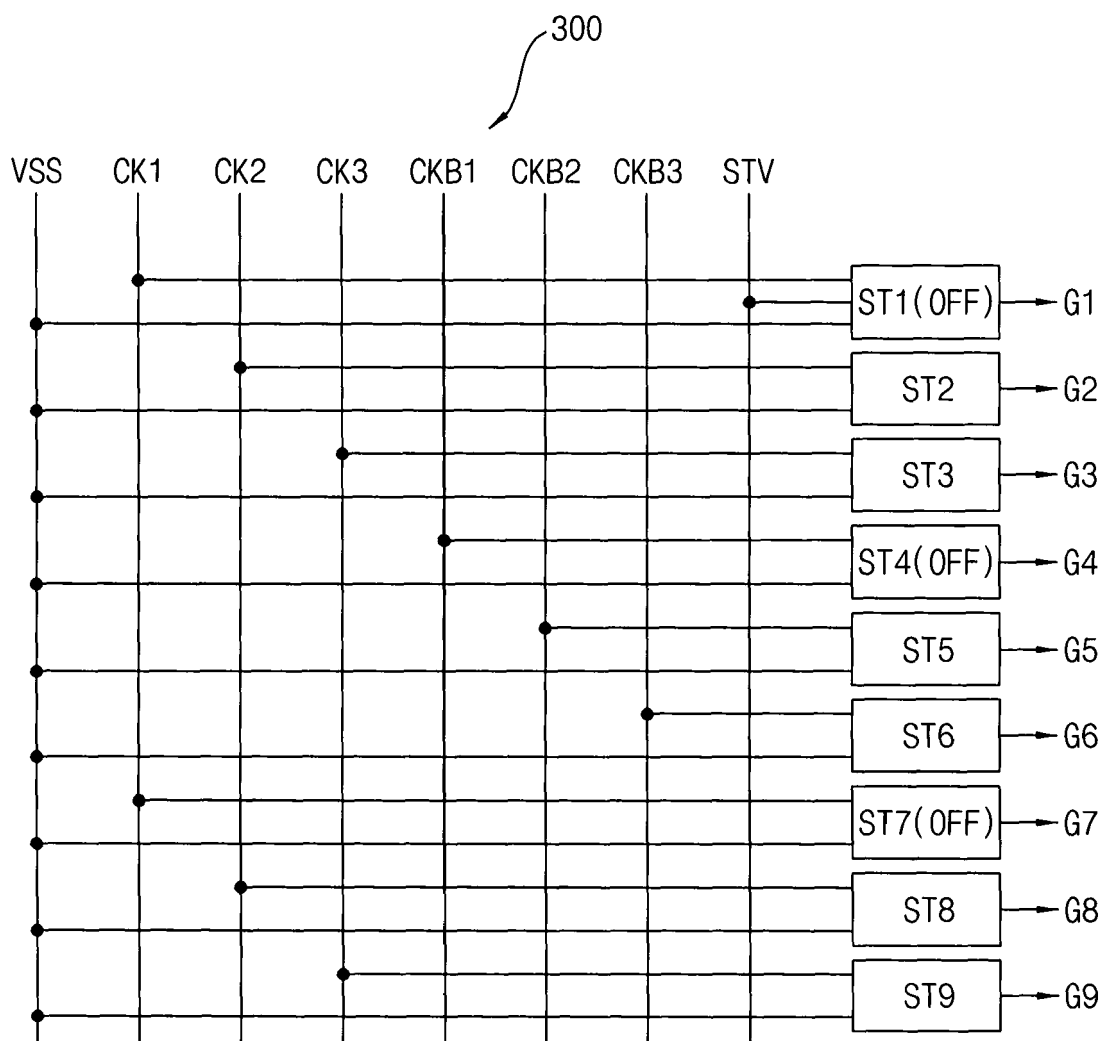 300
VSS CK1 CK2 CK3 CKB1 CKB2 CKB3 STV
ST1(OFF) G1
ST2 G2
ST3 G3
ST4(OFF) G4
ST5 G5
ST6 G6
ST7(OFF) G7
ST8 G8
ST9 G9